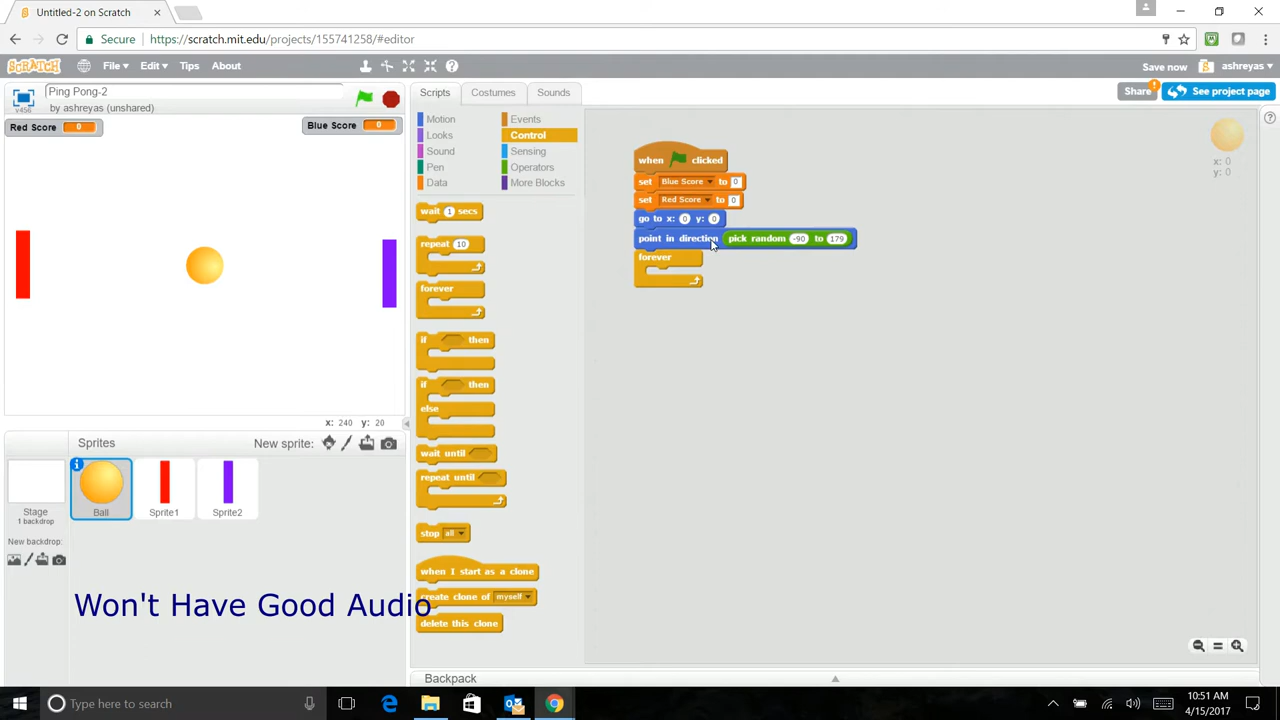 Untitled-2 on Scratch
Secure https://scratch.mit.edu/projects/155741258/#editor
SCRATCH File Edit Tips About Save now ashreyas
Ping Pong-2
by ashreyas (unshared)
v456
Scripts Costumes Sounds
Share See project page
Red Score 0 Blue Score 0
Motion Events
Looks Control
Sound Sensing
Pen Operators
Data More Blocks
wait 1 secs
repeat 10
forever
if then
if then
else
wait until
repeat until
stop all
when I start as a clone
create clone of myself
delete this clone
when clicked
set Blue Score to 0
set Red Score to 0
go to x: 0 y: 0
point in direction pick random -90 to 179
forever
x: 0
y: 0
x: 240 y: 20
Sprites New sprite:
Stage
1 backdrop
New backdrop:
Ball Sprite1 Sprite2
Won't Have Good Audio
Backpack
Type here to search
10:51 AM
4/15/2017